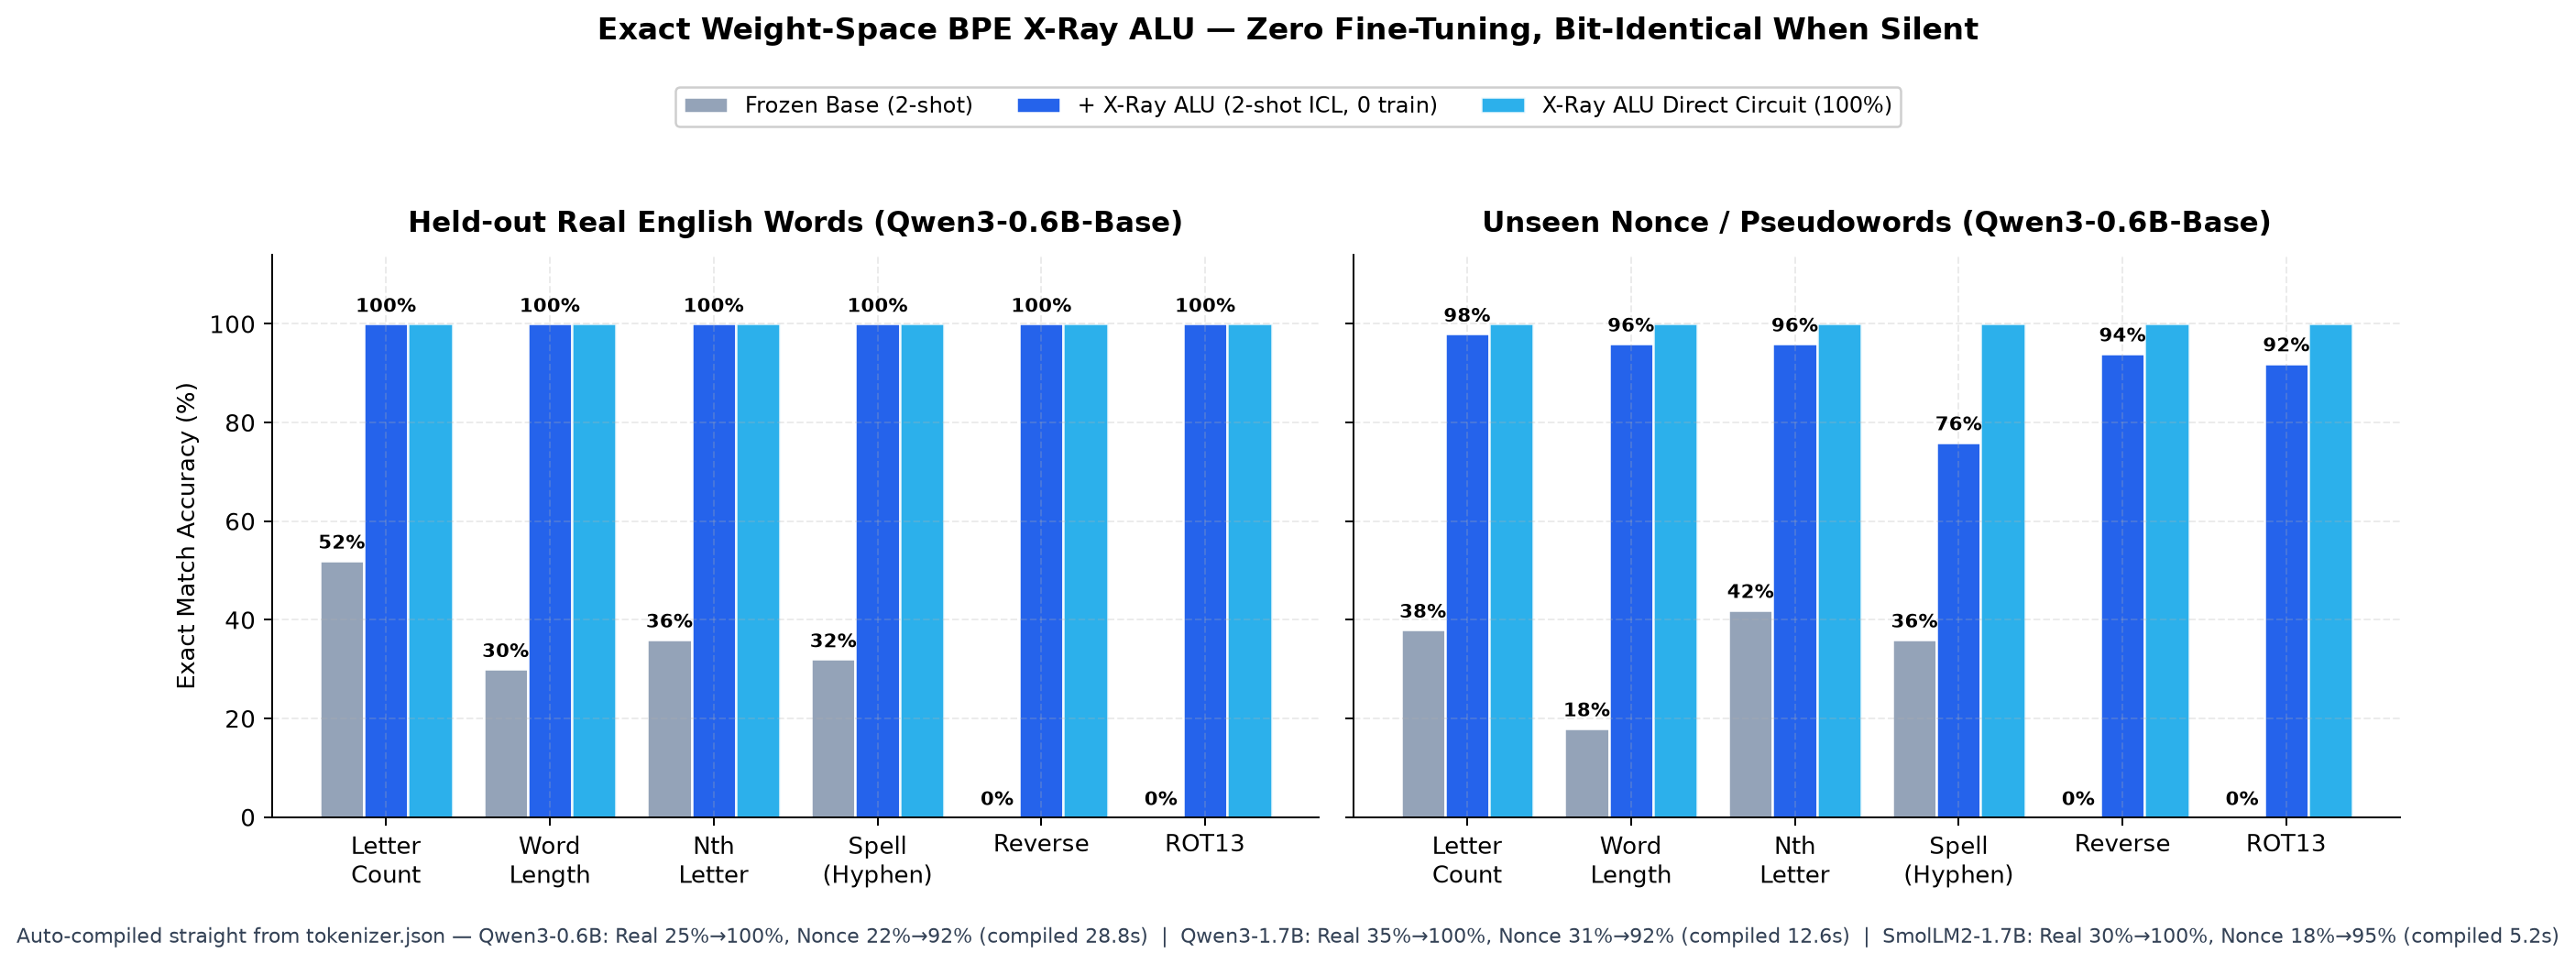 Exact Weight-Space BPE X-Ray ALU — Zero Fine-Tuning, Bit-Identical When Silent
Frozen Base (2-shot)
+ X-Ray ALU (2-shot ICL, 0 train)
X-Ray ALU Direct Circuit (100%)
Held-out Real English Words (Qwen3-0.6B-Base)
Exact Match Accuracy (%)
100
80
60
40
20
0
52%
100%
30%
100%
36%
100%
32%
100%
0%
100%
0%
100%
Letter
Count
Word
Length
Nth
Letter
Spell
(Hyphen)
Reverse
ROT13
Unseen Nonce / Pseudowords (Qwen3-0.6B-Base)
38%
98%
18%
96%
42%
96%
36%
76%
0%
94%
0%
92%
Letter
Count
Word
Length
Nth
Letter
Spell
(Hyphen)
Reverse
ROT13
Auto-compiled straight from tokenizer.json — Qwen3-0.6B: Real 25%→100%, Nonce 22%→92% (compiled 28.8s) | Qwen3-1.7B: Real 35%→100%, Nonce 31%→92% (compiled 12.6s) | SmolLM2-1.7B: Real 30%→100%, Nonce 18%→95% (compiled 5.2s)